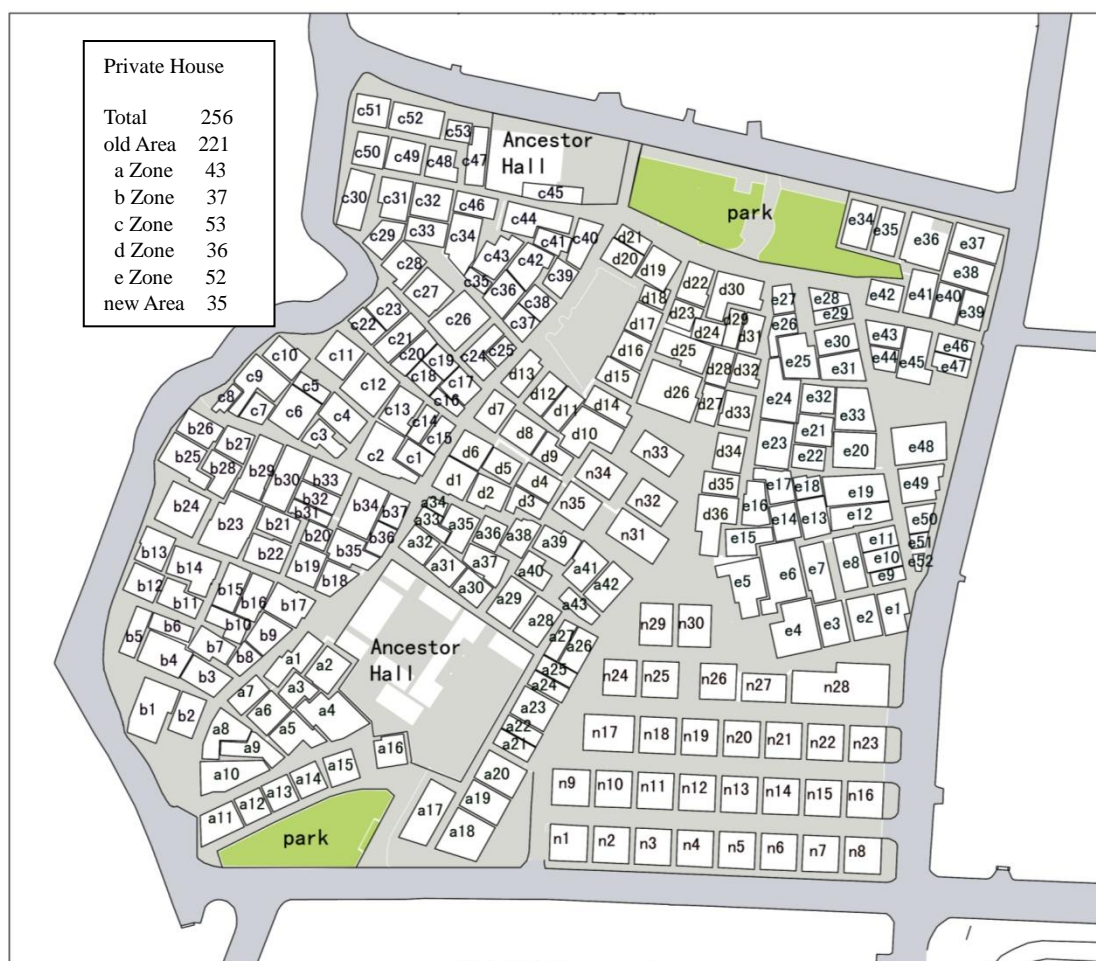 Private House
Total 256
old Area 221
a Zone 43
b Zone 37
c Zone 53
d Zone 36
e Zone 52
new Area 35
c51 c52 c53 c47
Ancestor
Hall
c50 c49 c48
c45
c30 c31 c32 c46
park
e34 e35 e36 e37
c29 c33 c34 c44 c41 c40
d21 d20 d19
e38
c28 c43 c42 c39
d22 d30
e42 e41 e40 e39
c27 c35 c36 c38
d18 d23
e27 e28 e29
c23 c22 c26 c37
d17 d24 d29 d31
e26 e30 e43 e46
c21 c20 c19 c24 c25
d16 d25 d28 d32
e25 e31 e44 e45 e47
c10 c11 c18 c17
d13 d15
c9 c5 c12 c16
d12 d26 d27 d33
e24 e32 e33
c8 c7 c6 c4 c13 c14
d7 d11 d14
c3 c15
d8 d10
e23 e21 e20 e48
b26 b27 c2 c1
d6 d9
n33 d34
e22
b25 b28 b29 b30 b33
d1 d5 d4
n34 d35
e17 e18 e19 e49
b32 b31 b34 b37
d2 d3
n35 n32 d36
e16 e14 e13 e12 e50
b24 b23 b21 b20 b36
a34 a33 a35 a36 a38
n31
e15 e11 e51
b13 b22 b35
a32 a37 a39
e8 e10 e52
b14 b19 b18
a31 a40 a41
e5 e6 e7 e9
b12 b11 b15 b16 b17
a30 a29 a42
e2 e1
b10
a28 a43
n29 n30
e4 e3
b5 b6 b7 b9
Ancestor
Hall
a27 a26
b4 b8 a1 a2
b3
a25
n24 n25 n26 n27 n28
a7 a3
a24
b1 b2 a6 a4
a23
a8 a5
a22
n17 n18 n19 n20 n21 n22 n23
a9 a16
a21
a10 a15
a20
n9 n10 n11 n12 n13 n14 n15 n16
a14
a13
a12
a19
a11
a17
a18
park
n1 n2 n3 n4 n5 n6 n7 n8